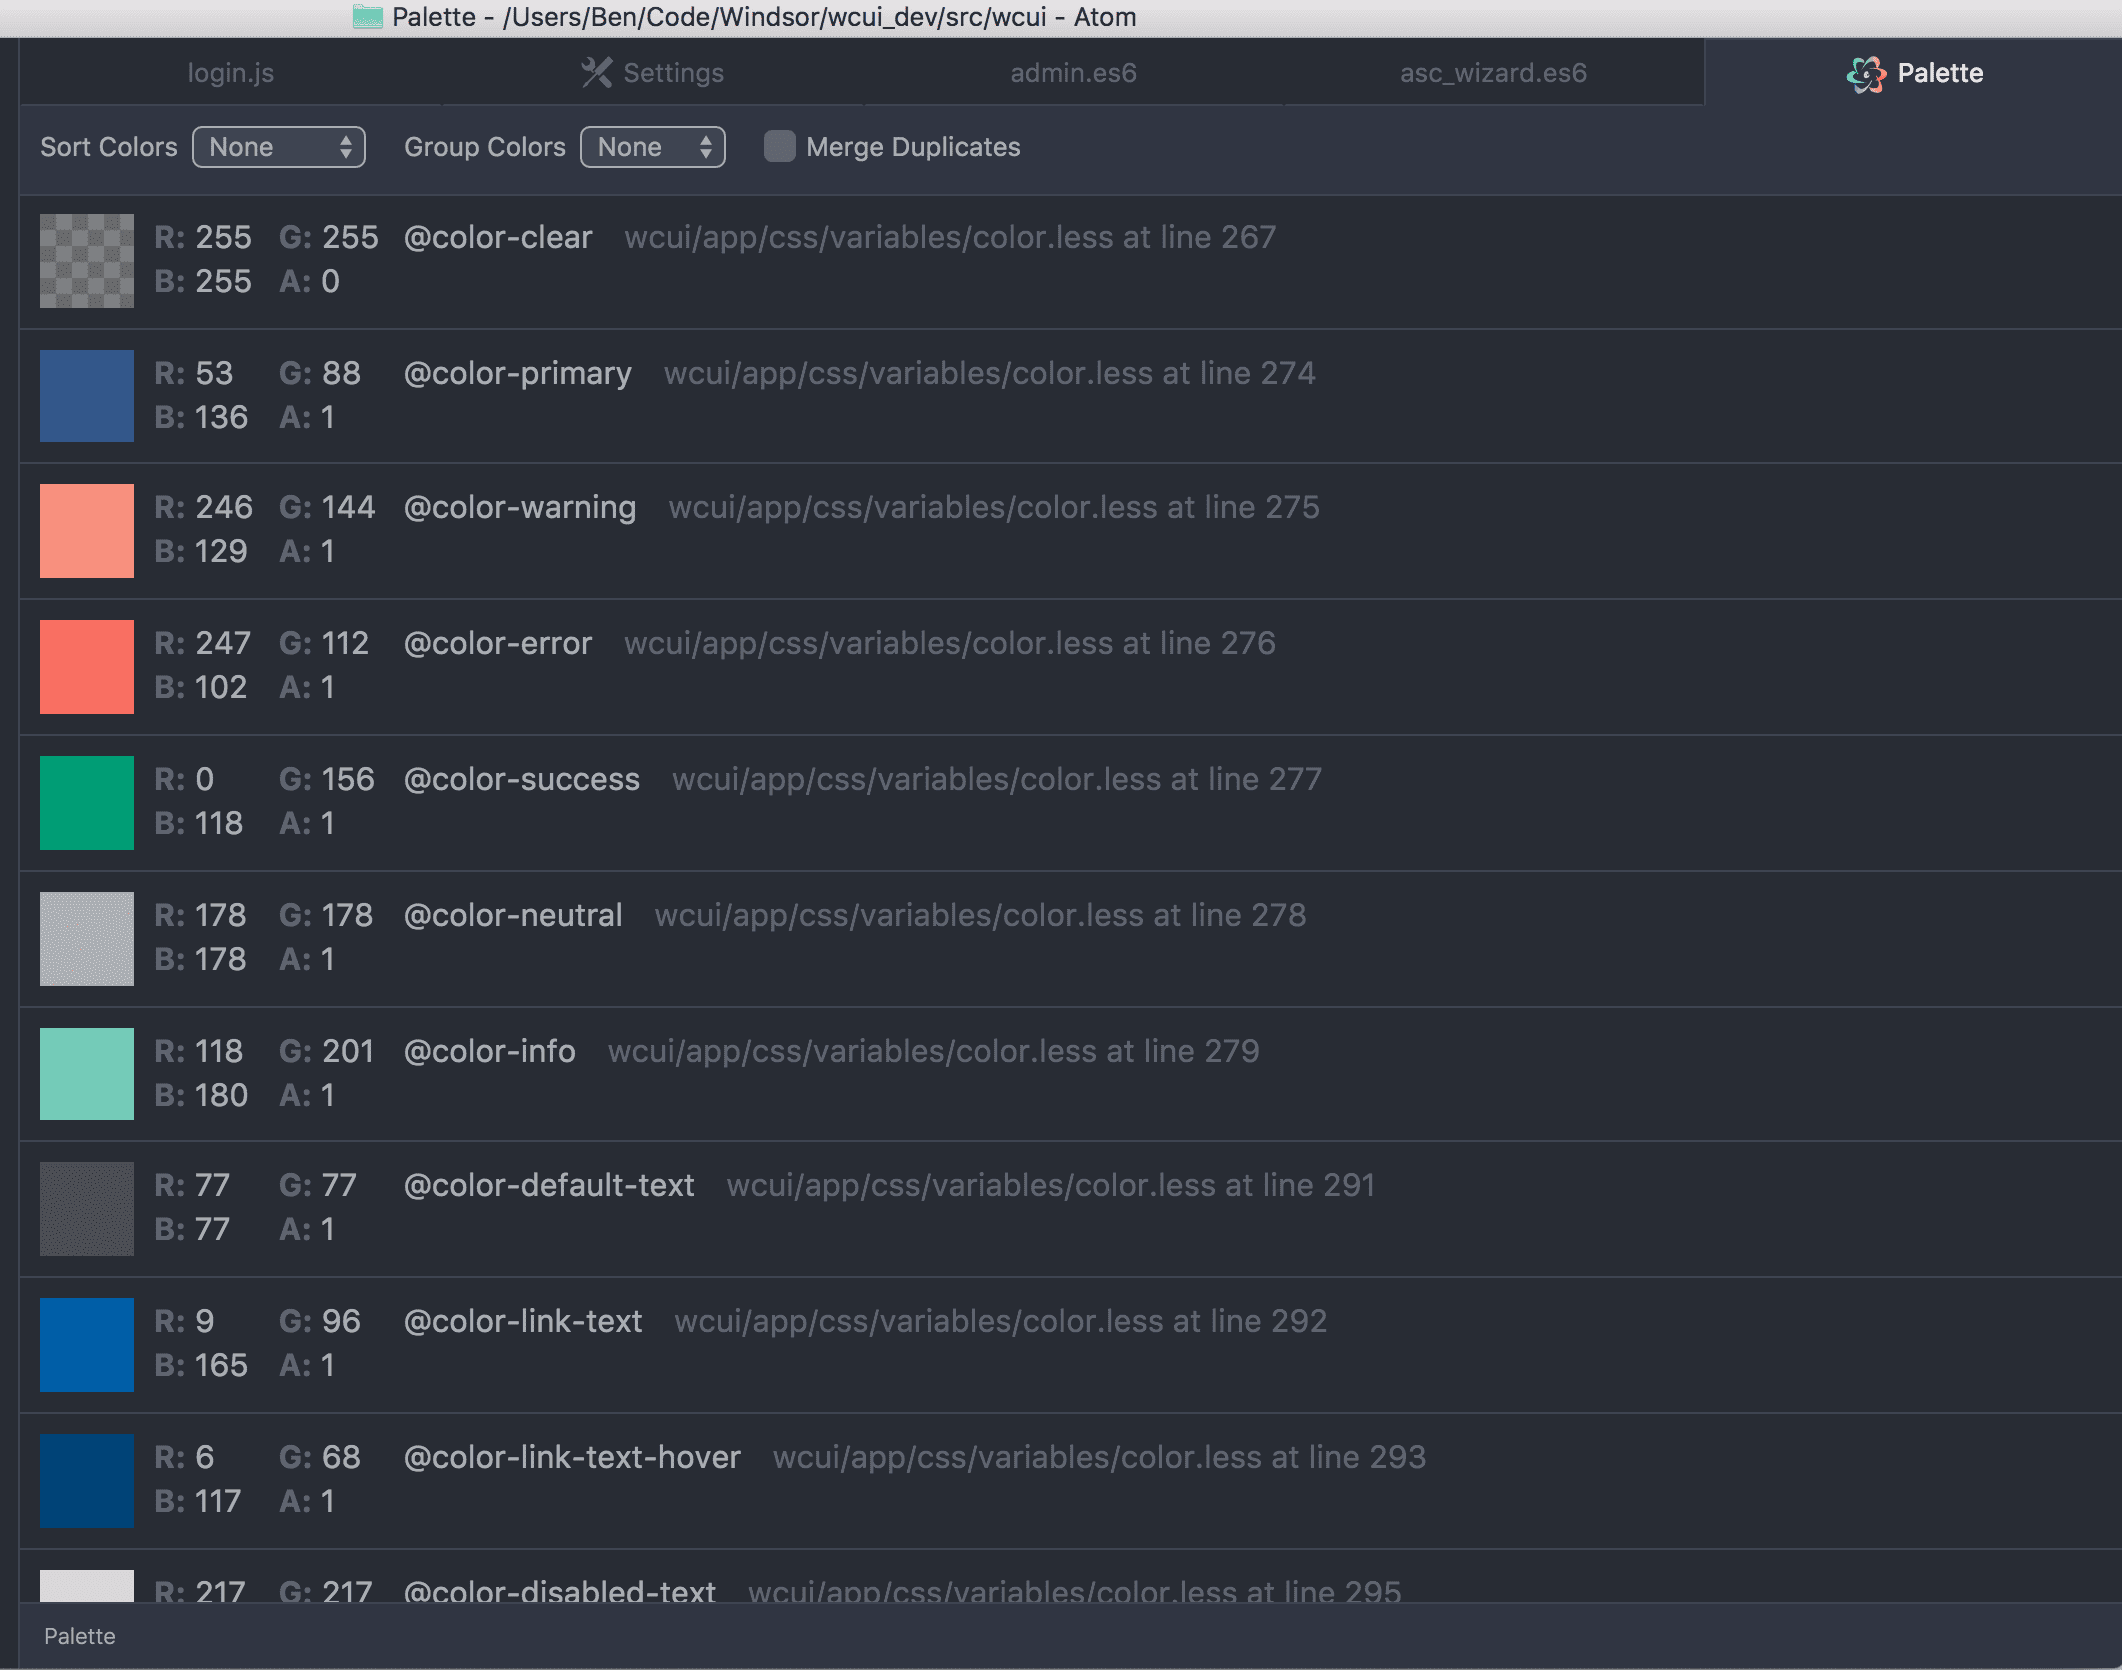 Palette - /Users/Ben/Code/Windsor/wcui_dev/src/wcui - Atom
login.js Settings admin.es6 asc_wizard.es6 Palette
Sort Colors None Group Colors None Merge Duplicates
R: 255 G: 255 @color-clear wcui/app/css/variables/color.less at line 267
B: 255 A: 0
R: 53 G: 88 @color-primary wcui/app/css/variables/color.less at line 274
B: 136 A: 1
R: 246 G: 144 @color-warning wcui/app/css/variables/color.less at line 275
B: 129 A: 1
R: 247 G: 112 @color-error wcui/app/css/variables/color.less at line 276
B: 102 A: 1
R: 0 G: 156 @color-success wcui/app/css/variables/color.less at line 277
B: 118 A: 1
R: 178 G: 178 @color-neutral wcui/app/css/variables/color.less at line 278
B: 178 A: 1
R: 118 G: 201 @color-info wcui/app/css/variables/color.less at line 279
B: 180 A: 1
R: 77 G: 77 @color-default-text wcui/app/css/variables/color.less at line 291
B: 77 A: 1
R: 9 G: 96 @color-link-text wcui/app/css/variables/color.less at line 292
B: 165 A: 1
R: 6 G: 68 @color-link-text-hover wcui/app/css/variables/color.less at line 293
B: 117 A: 1
R: 217 G: 217 @color-disabled-text wcui/app/css/variables/color.less at line 295
Palette